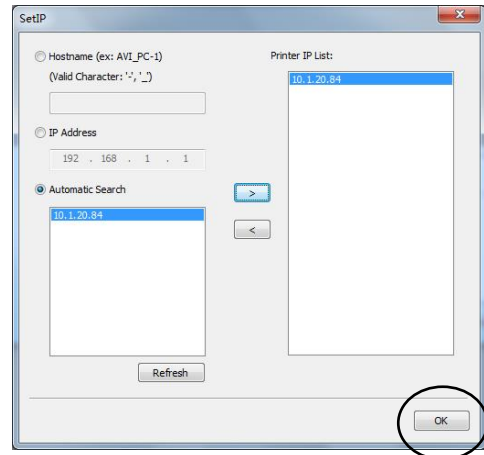 SetIP
Hostname (ex: AVI_PC-1)
(Valid Character: '-', '_')
IP Address
192 . 168 . 1 . 1
Automatic Search
10.1.20.84
Refresh
>
<
Printer IP List:
10.1.20.84
OK